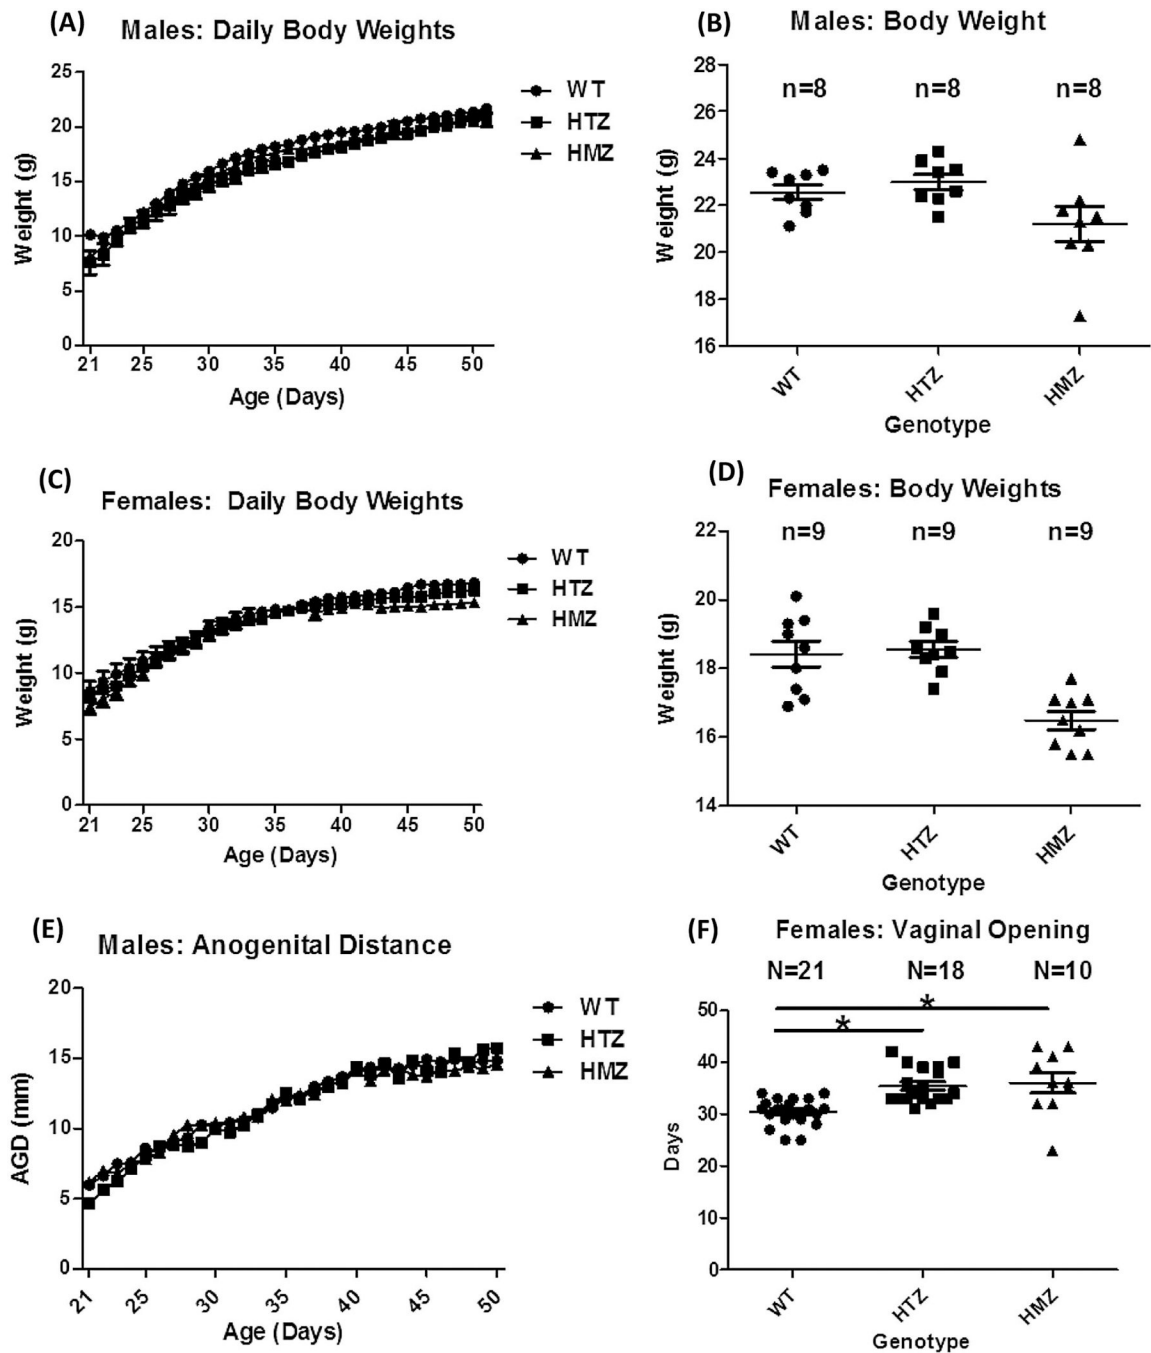 (A) Males: Daily Body Weights
25
20
15
10
5
0
Weight (g)
WT
HTZ
HMZ
21 25 30 35 40 45 50
Age (Days)
(B) Males: Body Weight
28
26
24
22
20
18
16
Weight (g)
n=8 n=8 n=8
WT HTZ HMZ
Genotype
(C) Females: Daily Body Weights
20
15
10
5
0
Weight (g)
WT
HTZ
HMZ
21 25 30 35 40 45 50
Age (Days)
(D) Females: Body Weights
22
20
18
16
14
Weight (g)
n=9 n=9 n=9
WT HTZ HMZ
Genotype
(E) Males: Anogenital Distance
20
15
10
5
0
AGD (mm)
WT
HTZ
HMZ
21 25 30 35 40 45 50
Age (Days)
(F) Females: Vaginal Opening
N=21 N=18 N=10
50
40
30
20
10
0
Days
*
*
WT HTZ HMZ
Genotype